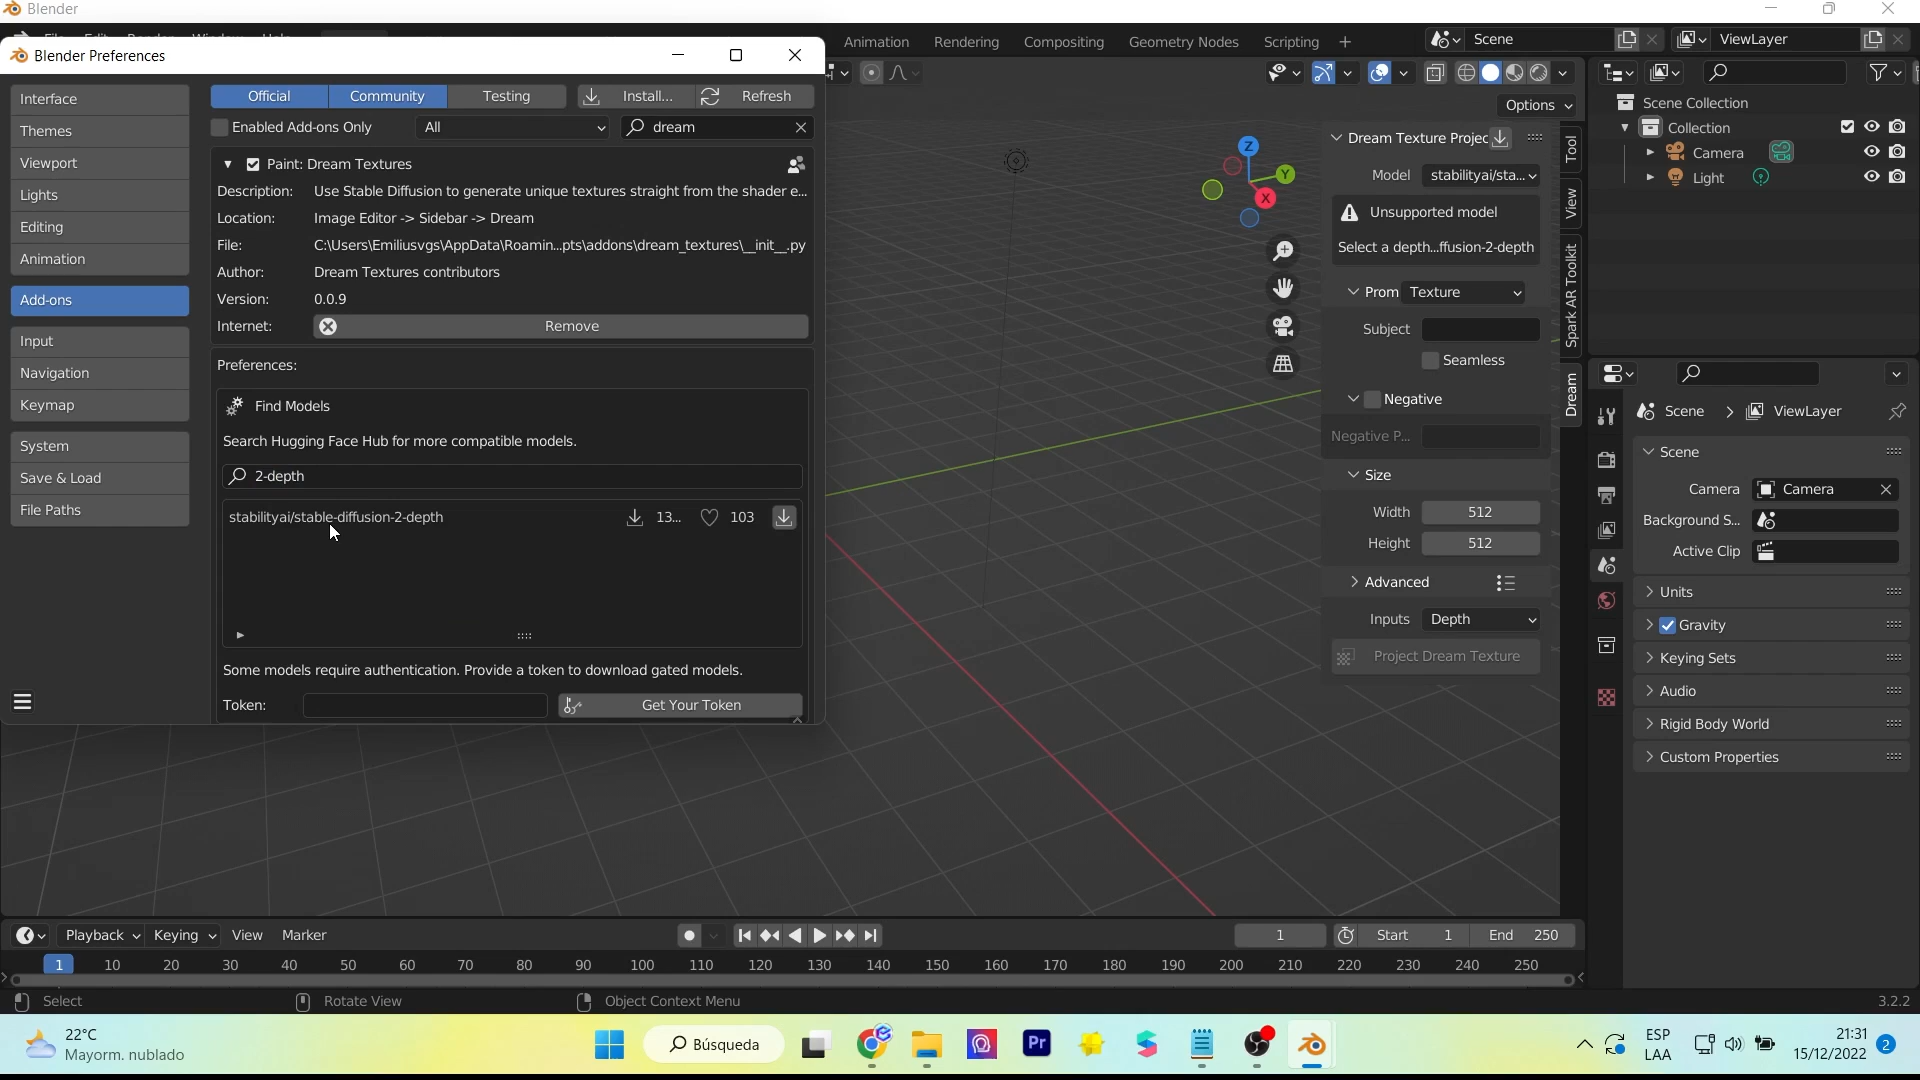 Blender
Blender Preferences
Animation
Rendering
Compositing
Geometry Nodes
Scripting
Scene
ViewLayer
Interface
Themes
Viewport
Lights
Editing
Animation
Add-ons
Input
Navigation
Keymap
System
Save & Load
File Paths
Official
Community
Testing
Install...
Refresh
Enabled Add-ons Only
All
dream
Paint: Dream Textures
Description: Use Stable Diffusion to generate unique textures straight from the shader e...
Location: Image Editor -> Sidebar -> Dream
File: C:\Users\Emiliusvgs\AppData\Roamin...pts\addons\dream_textures\__init__.py
Author: Dream Textures contributors
Version: 0.0.9
Internet: Remove
Preferences:
Find Models
Search Hugging Face Hub for more compatible models.
2-depth
stabilityai/stable-diffusion-2-depth 13... 103
Some models require authentication. Provide a token to download gated models.
Token: Get Your Token
Options
Z
Y
X
Dream Texture Projec
Model stabilityai/sta...
Unsupported model
Select a depth...ffusion-2-depth
Prom Texture
Subject
Seamless
Negative
Negative P...
Size
Width 512
Height 512
Advanced
Inputs Depth
Project Dream Texture
Tool
View
Spark AR Toolkit
Dream
Scene Collection
Collection
Camera
Light
Scene
ViewLayer
Scene
Camera Camera
Background S...
Active Clip
Units
Gravity
Keying Sets
Audio
Rigid Body World
Custom Properties
Playback
Keying
View
Marker
1
Start 1
End 250
1 10 20 30 40 50 60 70 80 90 100 110 120 130 140 150 160 170 180 190 200 210 220 230 240 250
Select
Rotate View
Object Context Menu
3.2.2
22°C
Mayorm. nublado
Búsqueda
Pr
ESP
LAA
21:31
15/12/2022
2